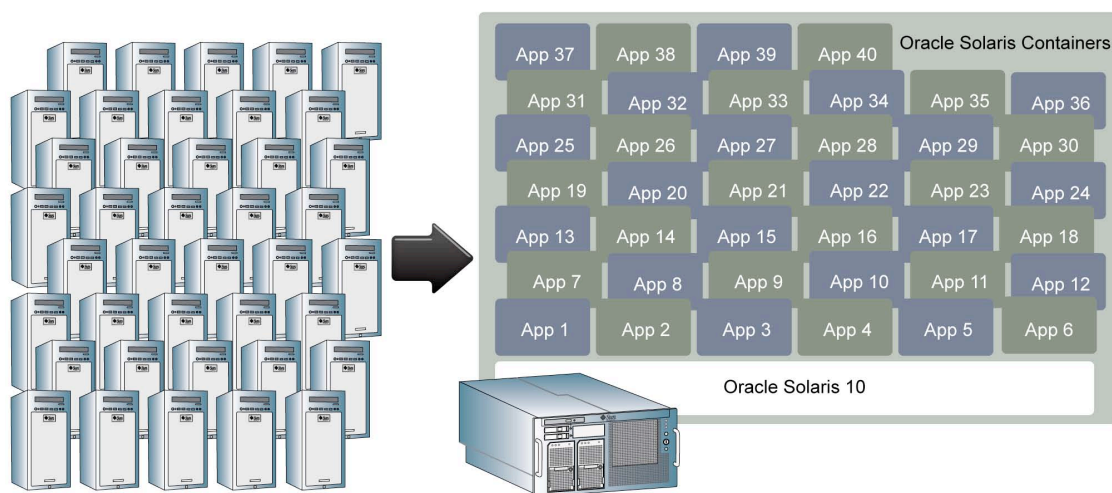 App 37 App 38 App 39 App 40 Oracle Solaris Containers
App 31 App 32 App 33 App 34 App 35 App 36
App 25 App 26 App 27 App 28 App 29 App 30
App 19 App 20 App 21 App 22 App 23 App 24
App 13 App 14 App 15 App 16 App 17 App 18
App 7 App 8 App 9 App 10 App 11 App 12
App 1 App 2 App 3 App 4 App 5 App 6
Oracle Solaris 10